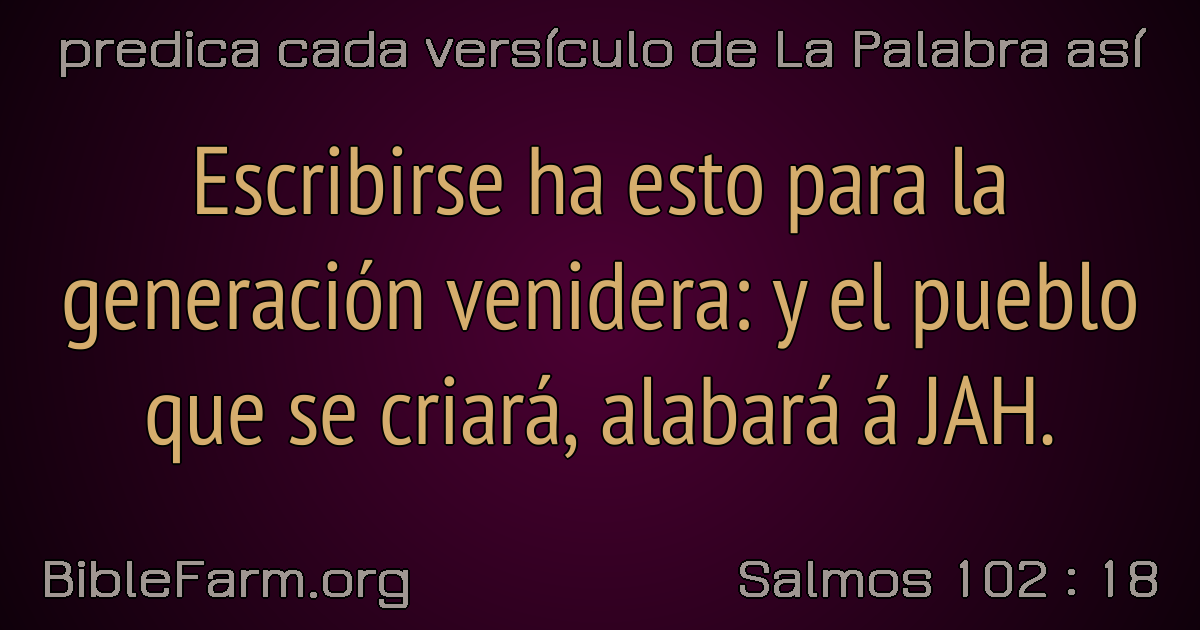 predica cada versículo de La Palabra así
Escribirse ha esto para la
generación venidera: y el pueblo
que se criará, alabará á JAH.
BibleFarm.org
Salmos 102 : 18